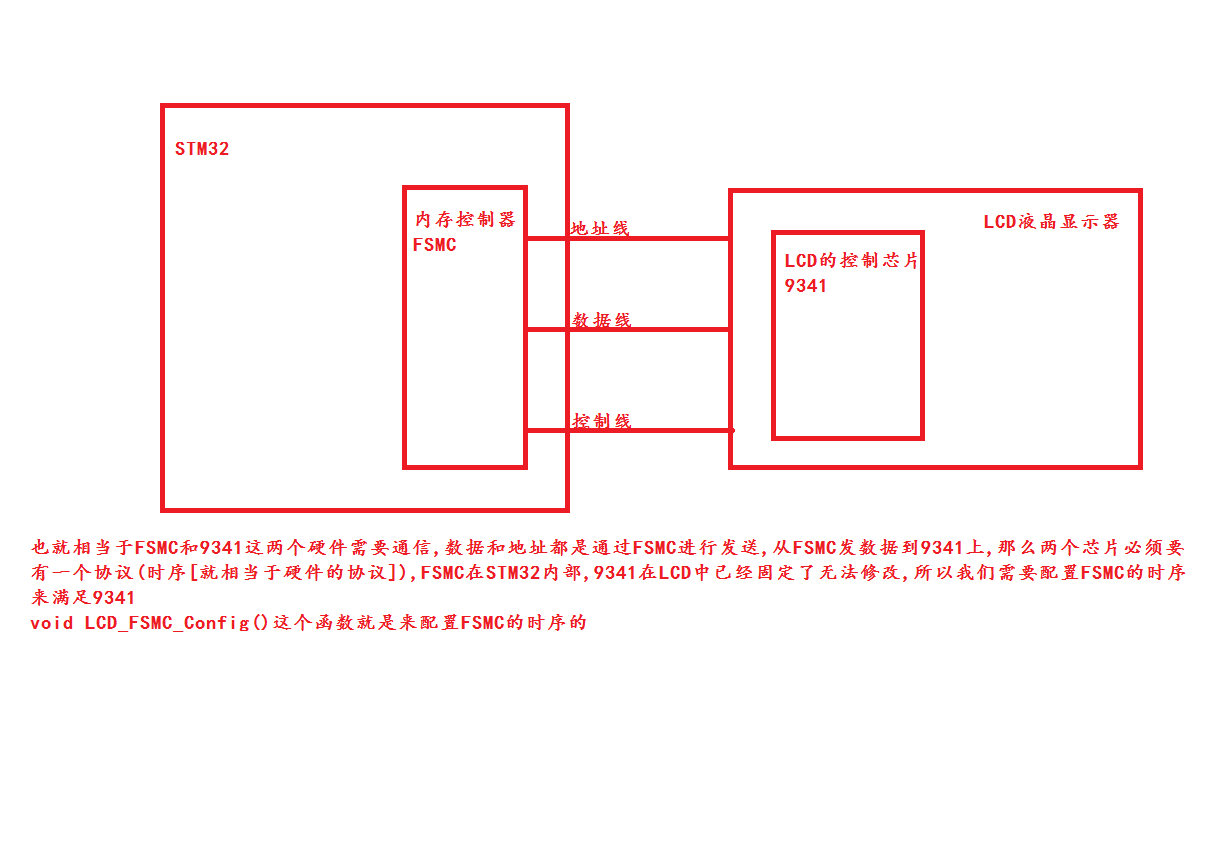 STM32
内存控制器
FSMC
地址线
数据线
控制线
LCD液晶显示器
LCD的控制芯片
9341
也就相当于FSMC和9341这两个硬件需要通信,数据和地址都是通过FSMC进行发送,从FSMC发数据到9341上,那么两个芯片必须要
有一个协议(时序[就相当于硬件的协议]),FSMC在STM32内部,9341在LCD中已经固定了无法修改,所以我们需要配置FSMC的时序
来满足9341
void LCD_FSMC_Config()这个函数就是来配置FSMC的时序的